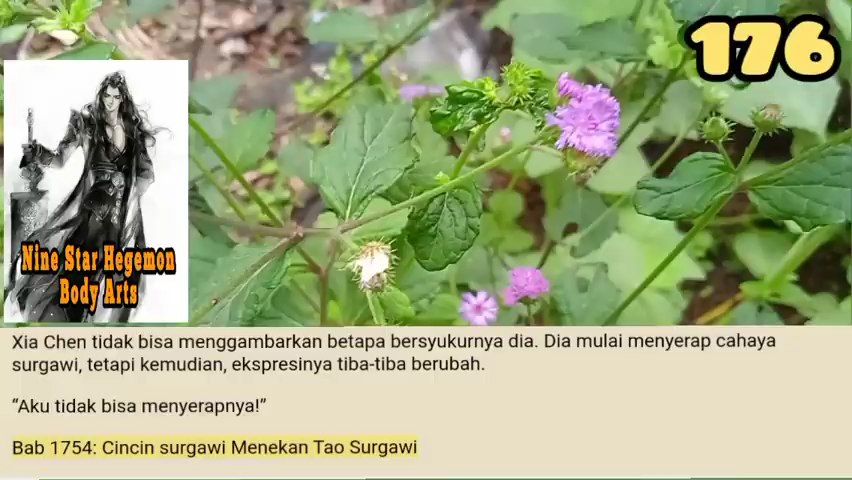 176
Nine Star Hegemon
Body Arts
Xia Chen tidak bisa menggambarkan betapa bersyukurnya dia. Dia mulai menyerap cahaya
surgawi, tetapi kemudian, ekspresinya tiba-tiba berubah.
“Aku tidak bisa menyerapnya!”
Bab 1754: Cincin surgawi Menekan Tao Surgawi